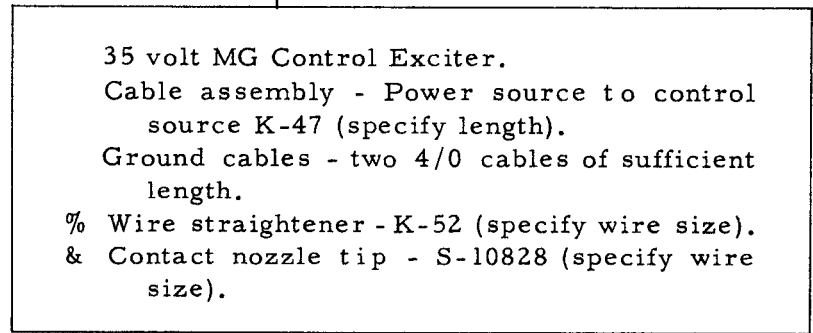 35 volt MG Control Exciter.
Cable assembly - Power source to control
source K-47 (specify length).
Ground cables - two 4/0 cables of sufficient
length.
% Wire straightener - K-52 (specify wire size).
& Contact nozzle tip - S-10828 (specify wire
size).